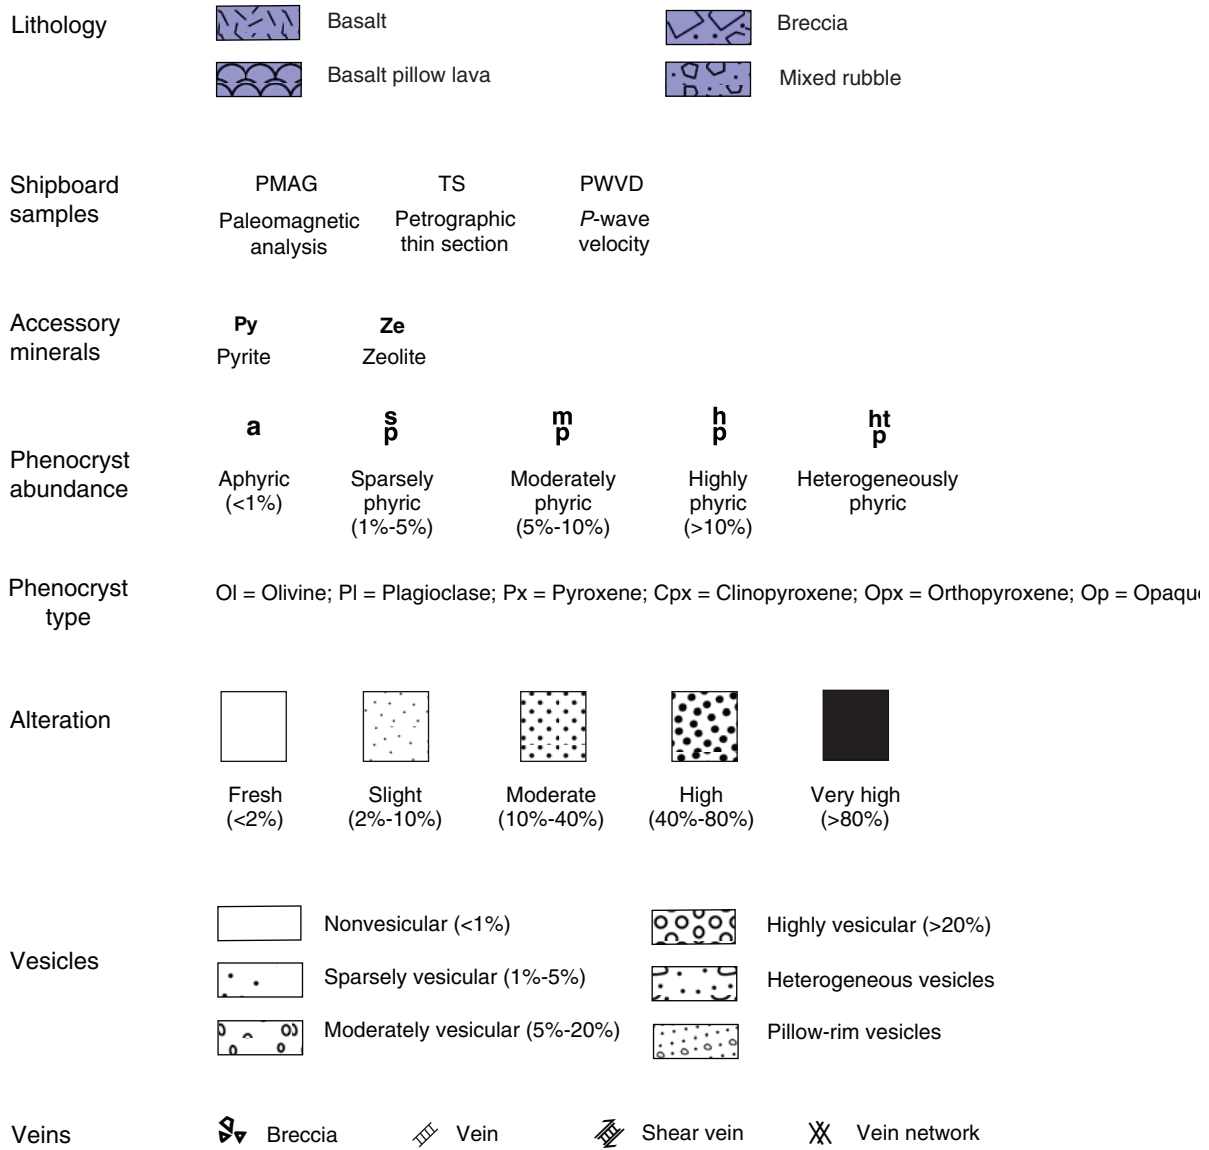 Lithology
Basalt
Breccia
Basalt pillow lava
Mixed rubble
Shipboard
samples
PMAG
TS
PWVD
Paleomagnetic
analysis
Petrographic
thin section
P-wave
velocity
Accessory
minerals
Py
Ze
Pyrite
Zeolite
Phenocryst
abundance
a
s
p
m
p
h
p
ht
p
Aphyric
(<1%)
Sparsely
phyric
(1%-5%)
Moderately
phyric
(5%-10%)
Highly
phyric
(>10%)
Heterogeneously
phyric
Phenocryst
type
Ol = Olivine; Pl = Plagioclase; Px = Pyroxene; Cpx = Clinopyroxene; Opx = Orthopyroxene; Op = Opaqu
Alteration
Fresh
(<2%)
Slight
(2%-10%)
Moderate
(10%-40%)
High
(40%-80%)
Very high
(>80%)
Vesicles
Nonvesicular (<1%)
Highly vesicular (>20%)
Sparsely vesicular (1%-5%)
Heterogeneous vesicles
Moderately vesicular (5%-20%)
Pillow-rim vesicles
Veins
Breccia
Vein
Shear vein
Vein network